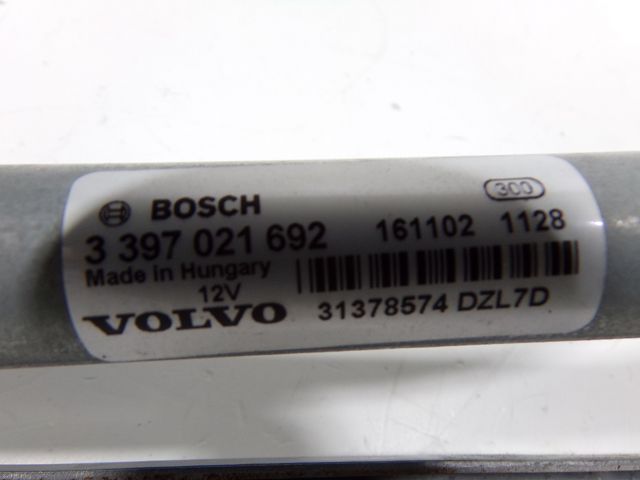 300
BOSCH
3 397 021 692 161102 1128
Made in Hungary
12V
VOLVO 31378574 DZL7D